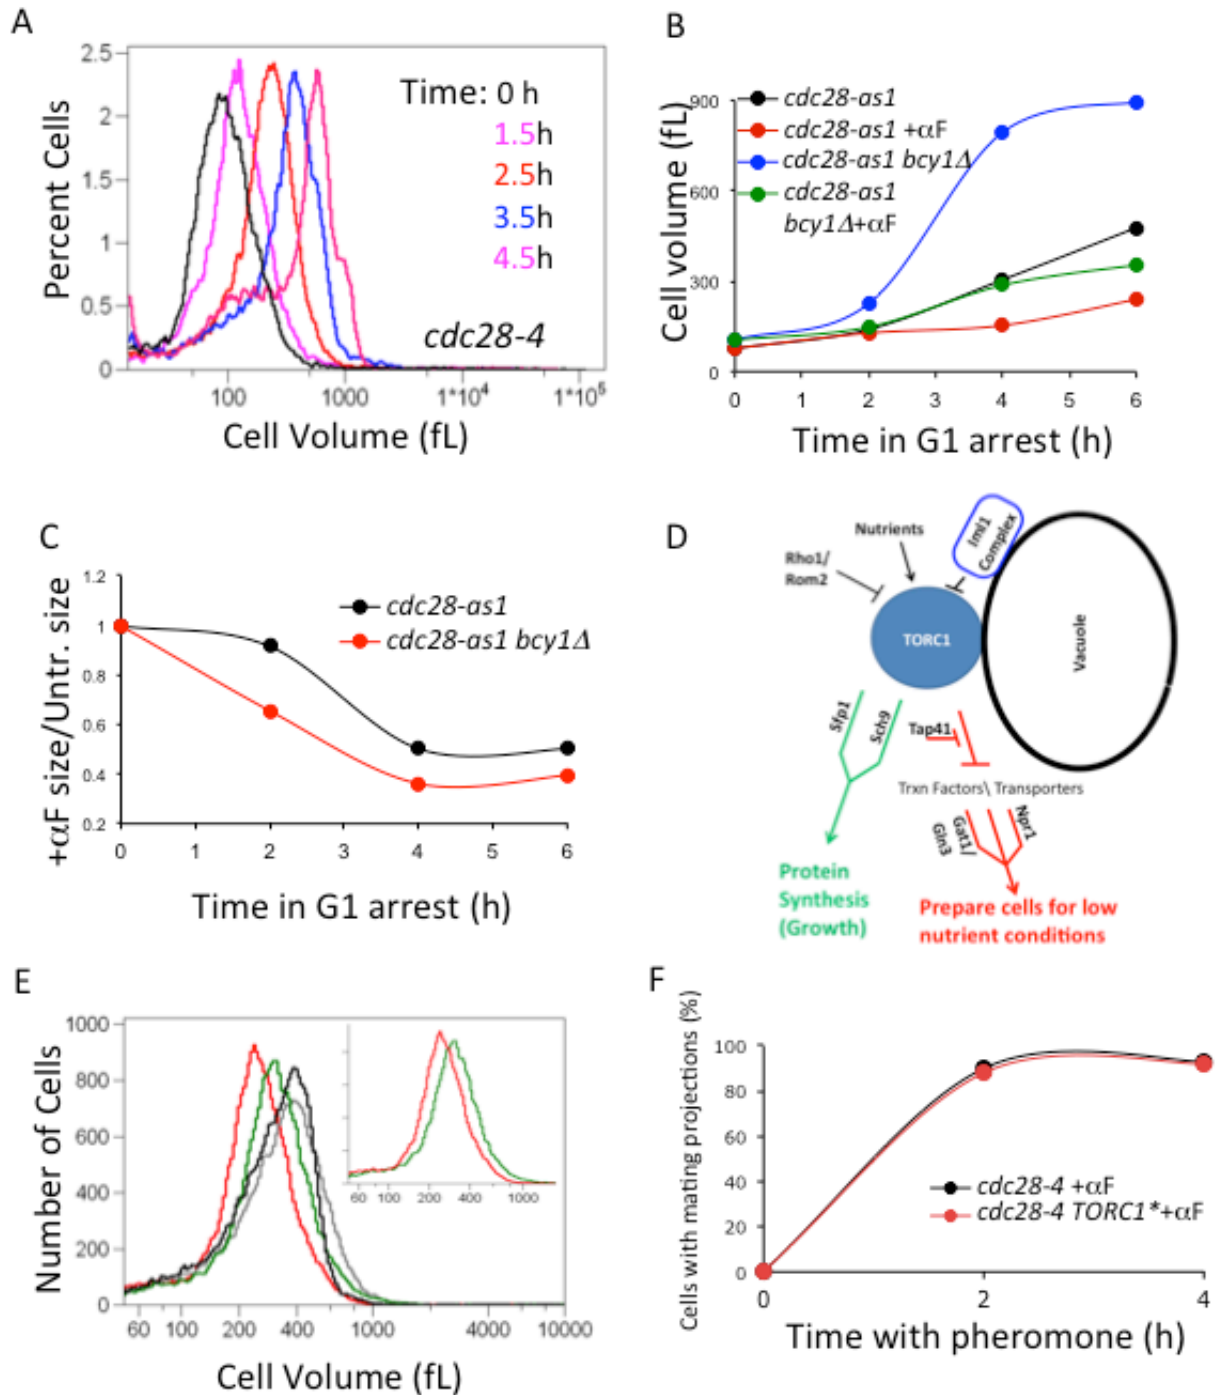 A
2.5
2
1.5
1
0.5
0
Percent Cells
Time: 0 h
1.5h
2.5h
3.5h
4.5h
cdc28-4
100
1000
1*10⁴
1*10⁵
Cell Volume (fL)
B
900
600
300
0
Cell volume (fL)
cdc28-as1
cdc28-as1 +αF
cdc28-as1 bcy1Δ
cdc28-as1
bcy1Δ+αF
0 1 2 3 4 5 6
Time in G1 arrest (h)
C
1.2
1
0.8
0.6
0.4
0.2
+αF size/Untr. size
cdc28-as1
cdc28-as1 bcy1Δ
0 1 2 3 4 5 6
Time in G1 arrest (h)
D
Nutrients
Iml1
Complex
Rho1/
Rom2
TORC1
Vacuole
Sfp1
Sch9
Tap41
Trxn Factors\ Transporters
Gat1/
Gln3
Npr1
Protein
Synthesis
(Growth)
Prepare cells for low
nutrient conditions
E
1000
800
600
400
200
0
Number of Cells
60 100 200 400 1000
60 100 200 400 1000 4000 10000
Cell Volume (fL)
F
100
80
60
40
20
0
Cells with mating projections (%)
cdc28-4 +αF
cdc28-4 TORC1*+αF
0 2 4
Time with pheromone (h)